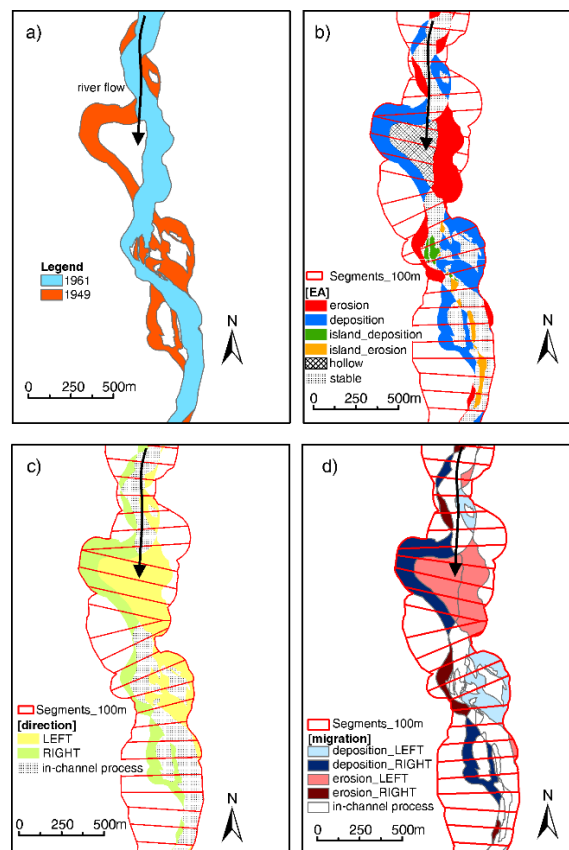 a)
river flow
Legend
1961
1949
N
0 250 500m
b)
Segments_100m
[EA]
erosion
deposition
island_deposition
island_erosion
hollow
stable
N
0 250 500m
c)
Segments_100m
[direction]
LEFT
RIGHT
in-channel process
N
0 250 500m
d)
Segments_100m
[migration]
deposition_LEFT
deposition_RIGHT
erosion_LEFT
erosion_RIGHT
in-channel process
N
0 250 500m